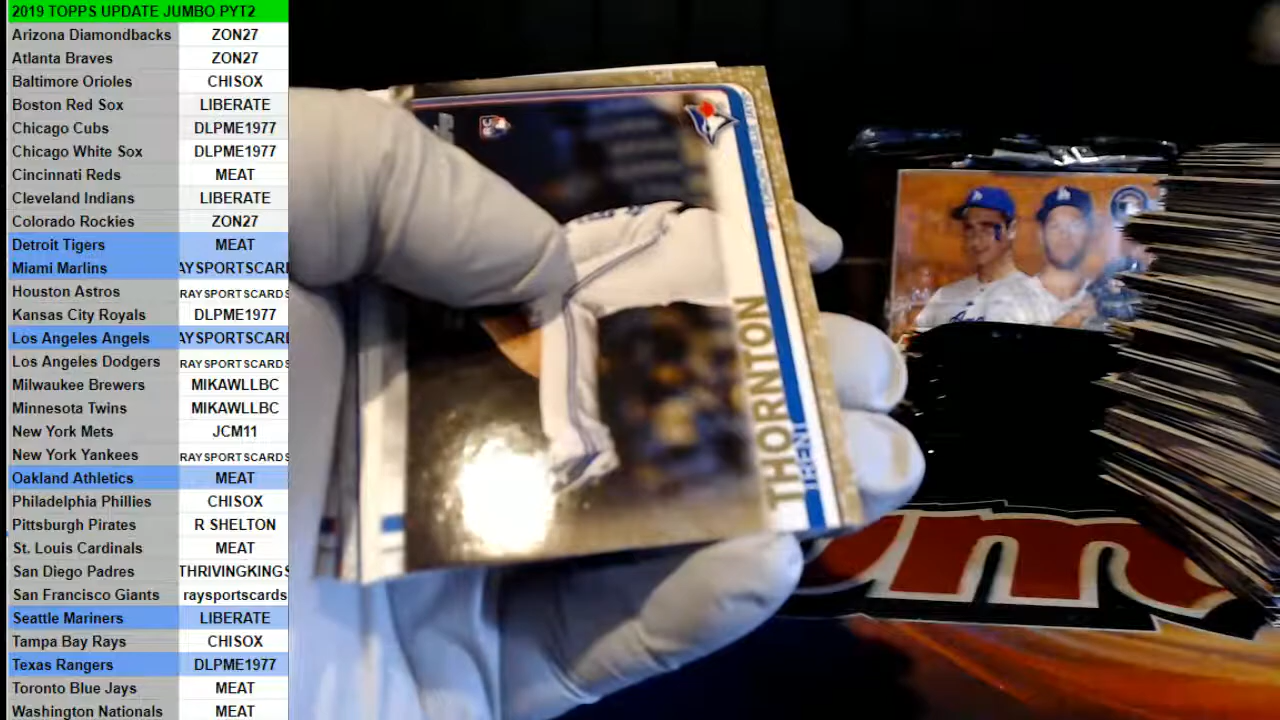 2019 TOPPS UPDATE JUMBO PYT2
Arizona Diamondbacks ZON27
Atlanta Braves ZON27
Baltimore Orioles CHISOX
Boston Red Sox LIBERATE
Chicago Cubs DLPME1977
Chicago White Sox DLPME1977
Cincinnati Reds MEAT
Cleveland Indians LIBERATE
Colorado Rockies ZON27
Detroit Tigers MEAT
Miami Marlins AYSPORTSCARI
Houston Astros RAYSPORTSCARDS
Kansas City Royals DLPME1977
Los Angeles Angels AYSPORTSCARI
Los Angeles Dodgers RAYSPORTSCARDS
Milwaukee Brewers MIKAWLLBC
Minnesota Twins MIKAWLLBC
New York Mets JCM11
New York Yankees RAYSPORTSCARDS
Oakland Athletics MEAT
Philadelphia Phillies CHISOX
Pittsburgh Pirates R SHELTON
St. Louis Cardinals MEAT
San Diego Padres THRIVINGKINGS
San Francisco Giants raysportscards
Seattle Mariners LIBERATE
Tampa Bay Rays CHISOX
Texas Rangers DLPME1977
Toronto Blue Jays MEAT
Washington Nationals MEAT
TRENT
THORNTON